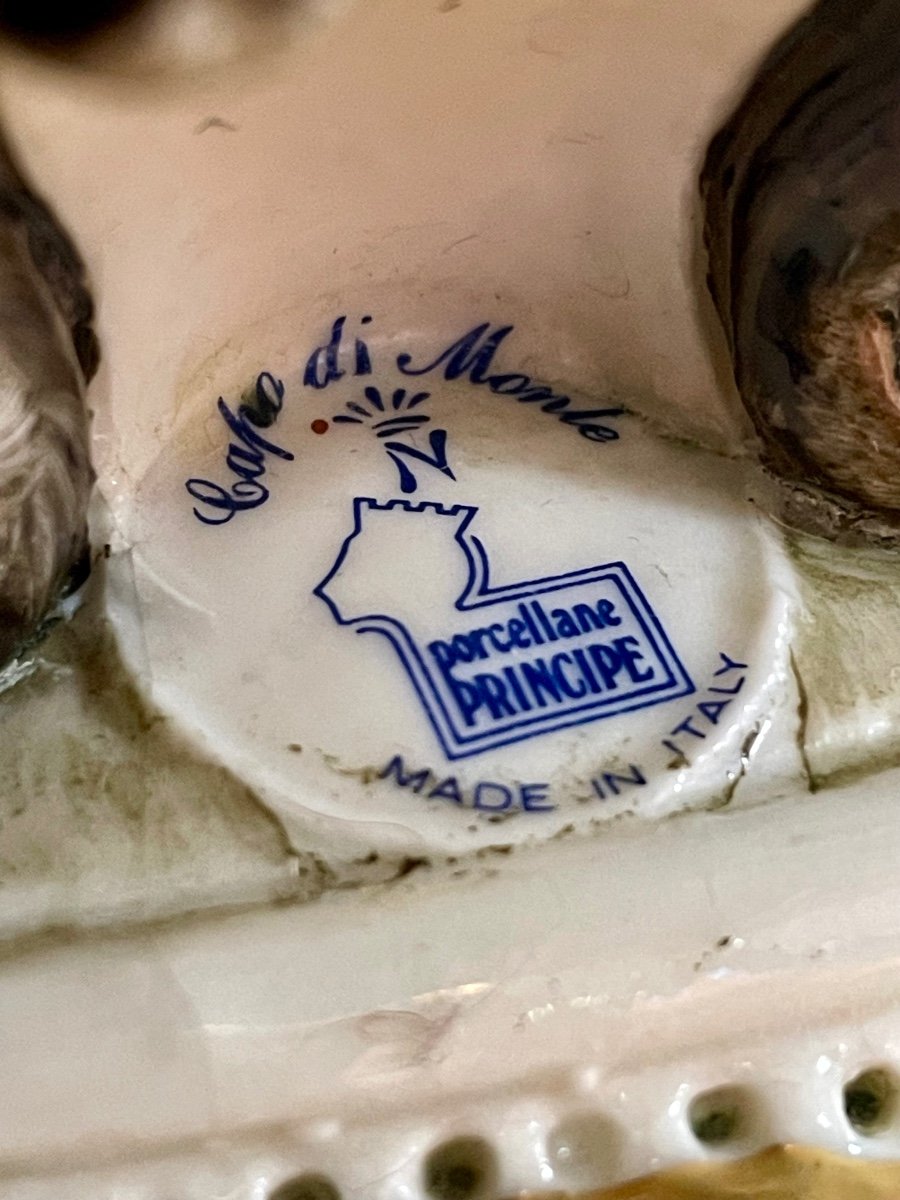 Capo di Monte
N
porcellane
PRINCIPE
MADE IN ITALY